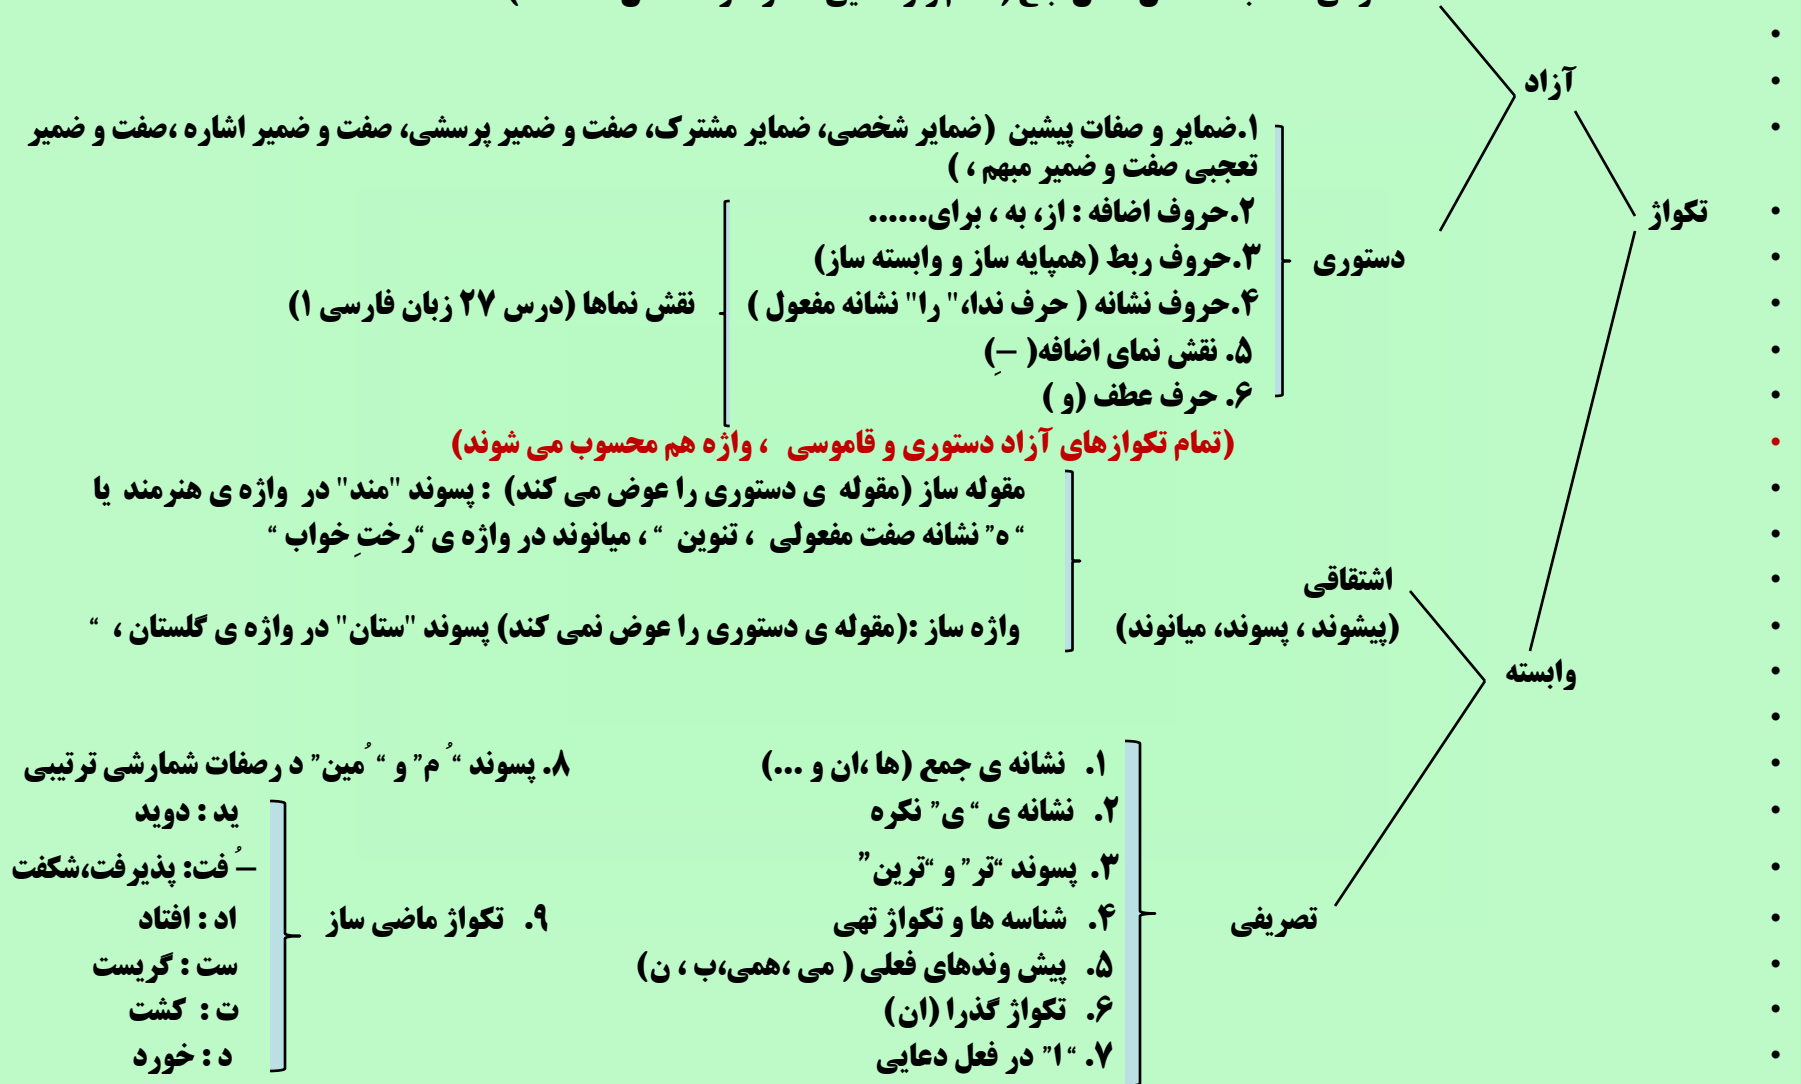 آزاد
۱.ضمایر و صفات پیشین (ضمایر شخصی، ضمایر مشترک، صفت و ضمیر پرسشی، صفت و ضمیر اشاره ،صفت و ضمیر
تعجبی صفت و ضمیر مبهم ، )
۲.حروف اضافه : از، به ، برای......
تکواژ
دستوری
۳.حروف ربط (همپایه ساز و وابسته ساز)
۴.حروف نشانه ( حرف ندا،" را" نشانه مفعول )
نقش نماها (درس ۲۷ زبان فارسی ۱)
۵. نقش نمای اضافه( –ِ)
۶. حرف عطف (و )
(تمام تکوازهای آزاد دستوری و قاموسی ، واژه هم محسوب می شوند)
مقوله ساز (مقوله ی دستوری را عوض می کند) : پسوند "مند" در واژه ی هنرمند یا
“ ه” نشانه صفت مفعولی ، تنوین “ ، میانوند در واژه ی “رختِ خواب “
اشتقاقی
(پیشوند ، پسوند، میانوند)
واژه ساز :(مقوله ی دستوری را عوض نمی کند) پسوند "ستان" در واژه ی گلستان ، “
وابسته
۱. نشانه ی جمع (ها ،ان و ...)
۸. پسوند “ ُ م” و “ ُ مین” د رصفات شمارشی ترتیبی
۲. نشانه ی “ ی” نکره
ید : دوید
۳. پسوند “تر” و “ترین”
–ُ فت: پذیرفت،شکفت
تصریفی
۴. شناسه ها و تکواژ تهی
۹. تکواژ ماضی ساز
اد : افتاد
۵. پیش وندهای فعلی ( می ،همی،ب ، ن)
ست : گریست
۶. تکواژ گذرا (ان)
ت : کشت
۷. “ا” در فعل دعایی
د : خورد